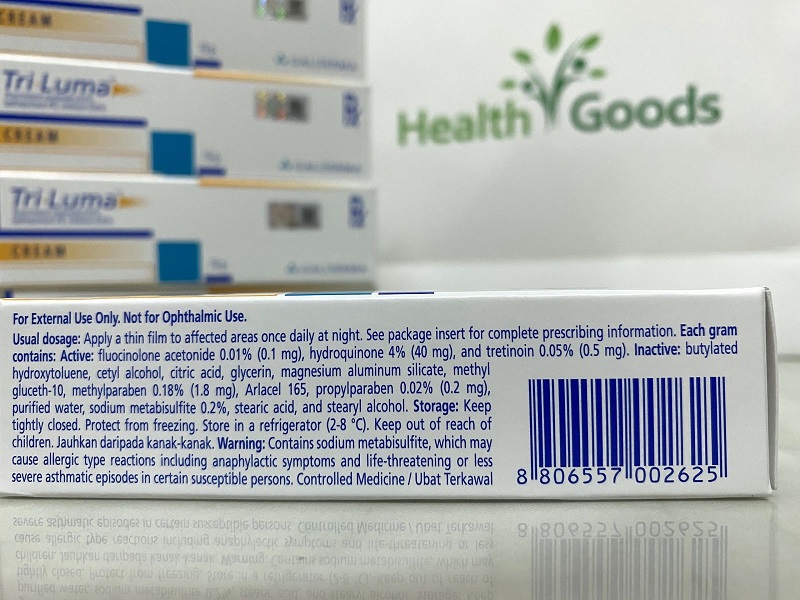 CREAM
Tri-Luma
CREAM
Tri-Luma
CREAM
Health Goods
For External Use Only. Not for Ophthalmic Use.
Usual dosage: Apply a thin film to affected areas once daily at night. See package insert for complete prescribing information. Each gram
contains: Active: fluocinolone acetonide 0.01% (0.1 mg), hydroquinone 4% (40 mg), and tretinoin 0.05% (0.5 mg). Inactive: butylated
hydroxytoluene, cetyl alcohol, citric acid, glycerin, magnesium aluminum silicate, methyl
gluceth-10, methylparaben 0.18% (1.8 mg), Arlacel 165, propylparaben 0.02% (0.2 mg),
purified water, sodium metabisulfite 0.2%, stearic acid, and stearyl alcohol. Storage: Keep
tightly closed. Protect from freezing. Store in a refrigerator (2-8 °C). Keep out of reach of
children. Jauhkan daripada kanak-kanak. Warning: Contains sodium metabisulfite, which may
cause allergic type reactions including anaphylactic symptoms and life-threatening or less
severe asthmatic episodes in certain susceptible persons. Controlled Medicine / Ubat Terkawal
8 806557 002625